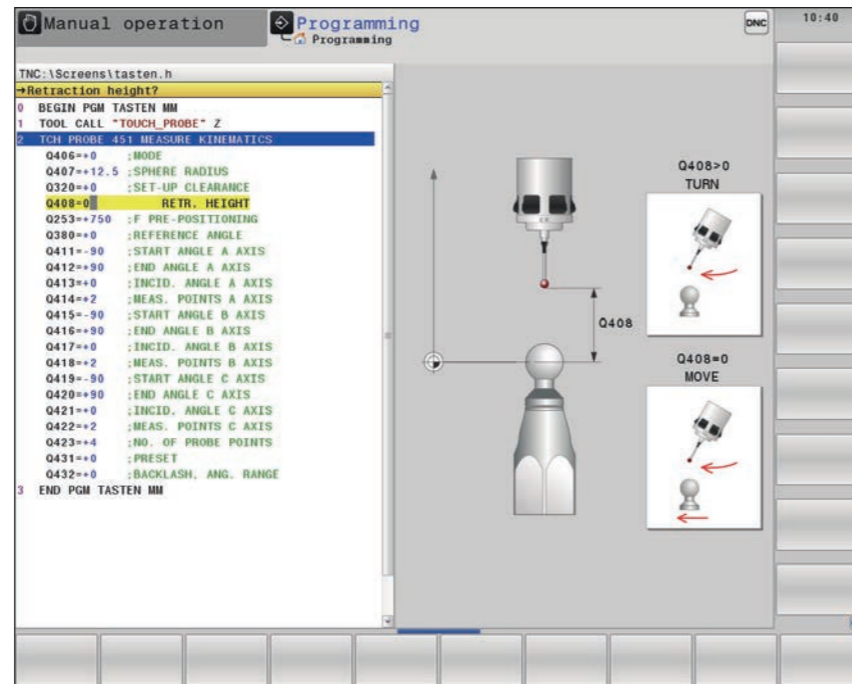 Manual operation
Programming
Programming
DNC
10:40
TNC:\Screens\tasten.h
→Retraction height?
0 BEGIN PGM TASTEN MM
1 TOOL CALL "TOUCH_PROBE" Z
2 TCH PROBE 451 MEASURE KINEMATICS
Q406=+0 ;MODE
Q407=+12.5 ;SPHERE RADIUS
Q320=+0 ;SET-UP CLEARANCE
Q408=0 RETR. HEIGHT
Q253=+750 ;F PRE-POSITIONING
Q380=+0 ;REFERENCE ANGLE
Q411=-90 ;START ANGLE A AXIS
Q412=+90 ;END ANGLE A AXIS
Q413=+0 ;INCID. ANGLE A AXIS
Q414=+2 ;MEAS. POINTS A AXIS
Q415=-90 ;START ANGLE B AXIS
Q416=+90 ;END ANGLE B AXIS
Q417=+0 ;INCID. ANGLE B AXIS
Q418=+2 ;MEAS. POINTS B AXIS
Q419=-90 ;START ANGLE C AXIS
Q420=+90 ;END ANGLE C AXIS
Q421=+0 ;INCID. ANGLE C AXIS
Q422=+2 ;MEAS. POINTS C AXIS
Q423=+4 ;NO. OF PROBE POINTS
Q431=+0 ;PRESET
Q432=+0 ;BACKLASH, ANG. RANGE
3 END PGM TASTEN MM
Q408
Q408>0
TURN
Q408=0
MOVE